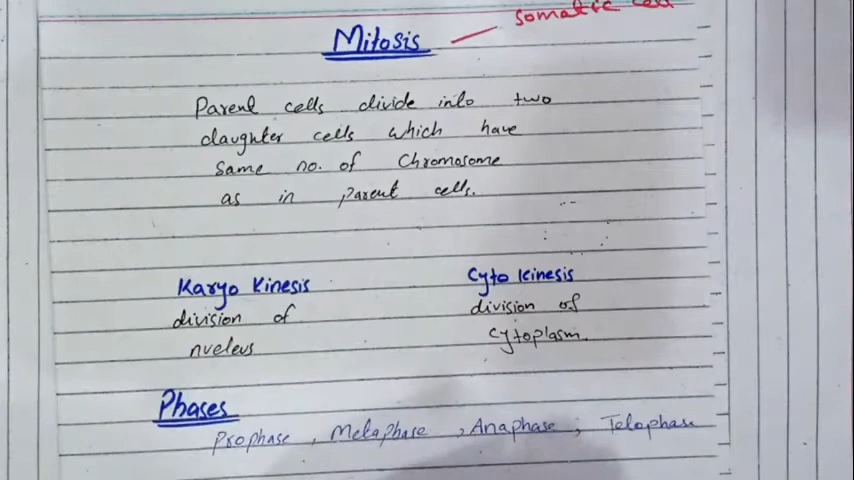 somatic cell
Mitosis
Parent cells divide into two
daughter cells which have
same no. of Chromosome
as in parent cells.
Karyo Kinesis
Cyto kinesis
division of
division of
nucleus
cytoplasm.
Phases
Prophase, Metaphase, Anaphase, Telophase